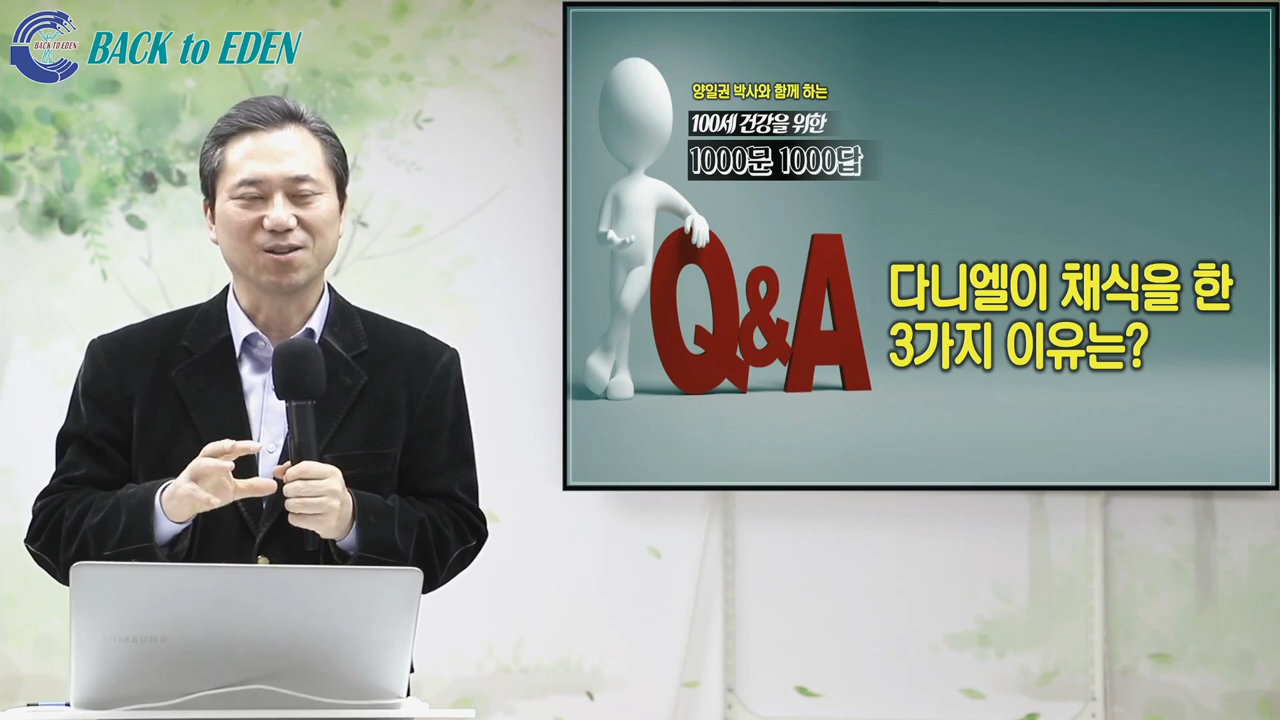 BACK TO EDEN
BACK to EDEN
양일권 박사와 함께 하는
100세 건강을 위한
1000문 1000답
Q&A
다니엘이 채식을 한
3가지 이유는?